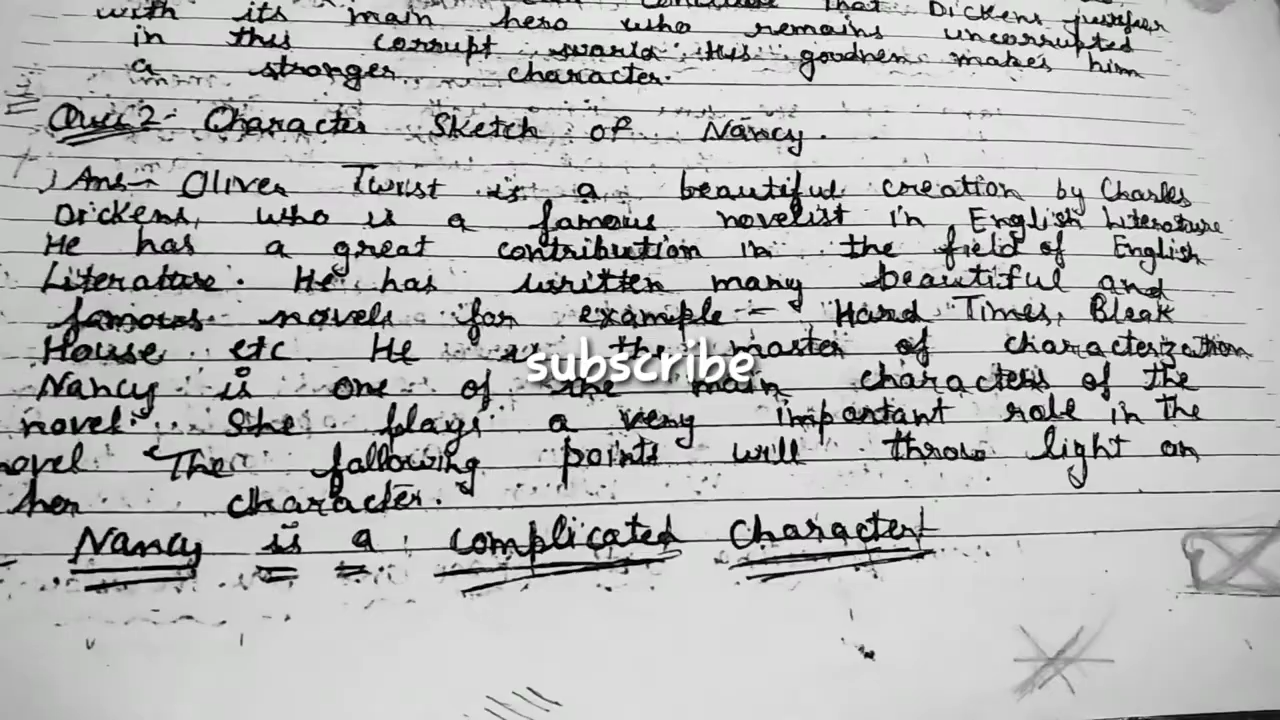 conclude that Dickens
with its main hero who remains uncorrupted
in this corrupt world. His goodness makes him
a stronger character.
Ques 2- Character Sketch of Nancy.
Ans- Oliver Twist is a beautiful creation by Charles
Dickens, who is a famous novelist in English Literature
He has a great contribution in the field of English
Literature. He has written many beautiful and
famous novels for example - Hard Times, Bleak
House etc. He is the master of characterization
subscribe
Nancy is one of the main characters of the
novel. She plays a very important role in the
novel. The following points will throw light on
her character.
Nancy is a complicated character